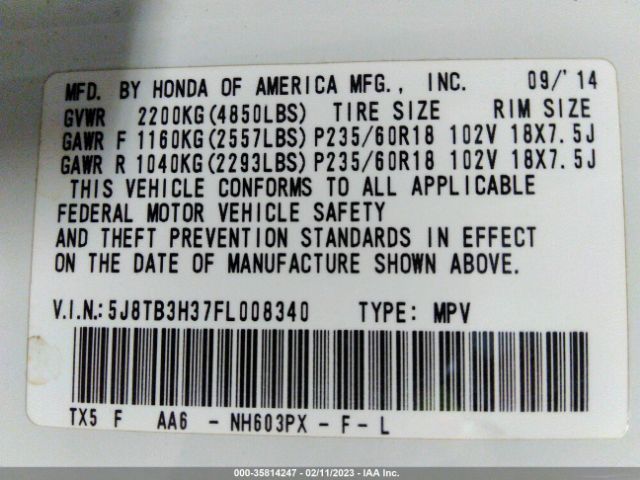 MFD. BY HONDA OF AMERICA MFG., INC. 09/'14
GVWR 2200KG(4850LBS) TIRE SIZE RIM SIZE
GAWR F 1160KG(2557LBS) P235/60R18 102V 18X7.5J
GAWR R 1040KG(2293LBS) P235/60R18 102V 18X7.5J
THIS VEHICLE CONFORMS TO ALL APPLICABLE
FEDERAL MOTOR VEHICLE SAFETY
AND THEFT PREVENTION STANDARDS IN EFFECT
ON THE DATE OF MANUFACTURE SHOWN ABOVE.
V.I.N.:5J8TB3H37FL008340 TYPE: MPV
TX5 F AA6 - NH603PX - F - L
000-35814247 - 02/11/2023 - IAA Inc.